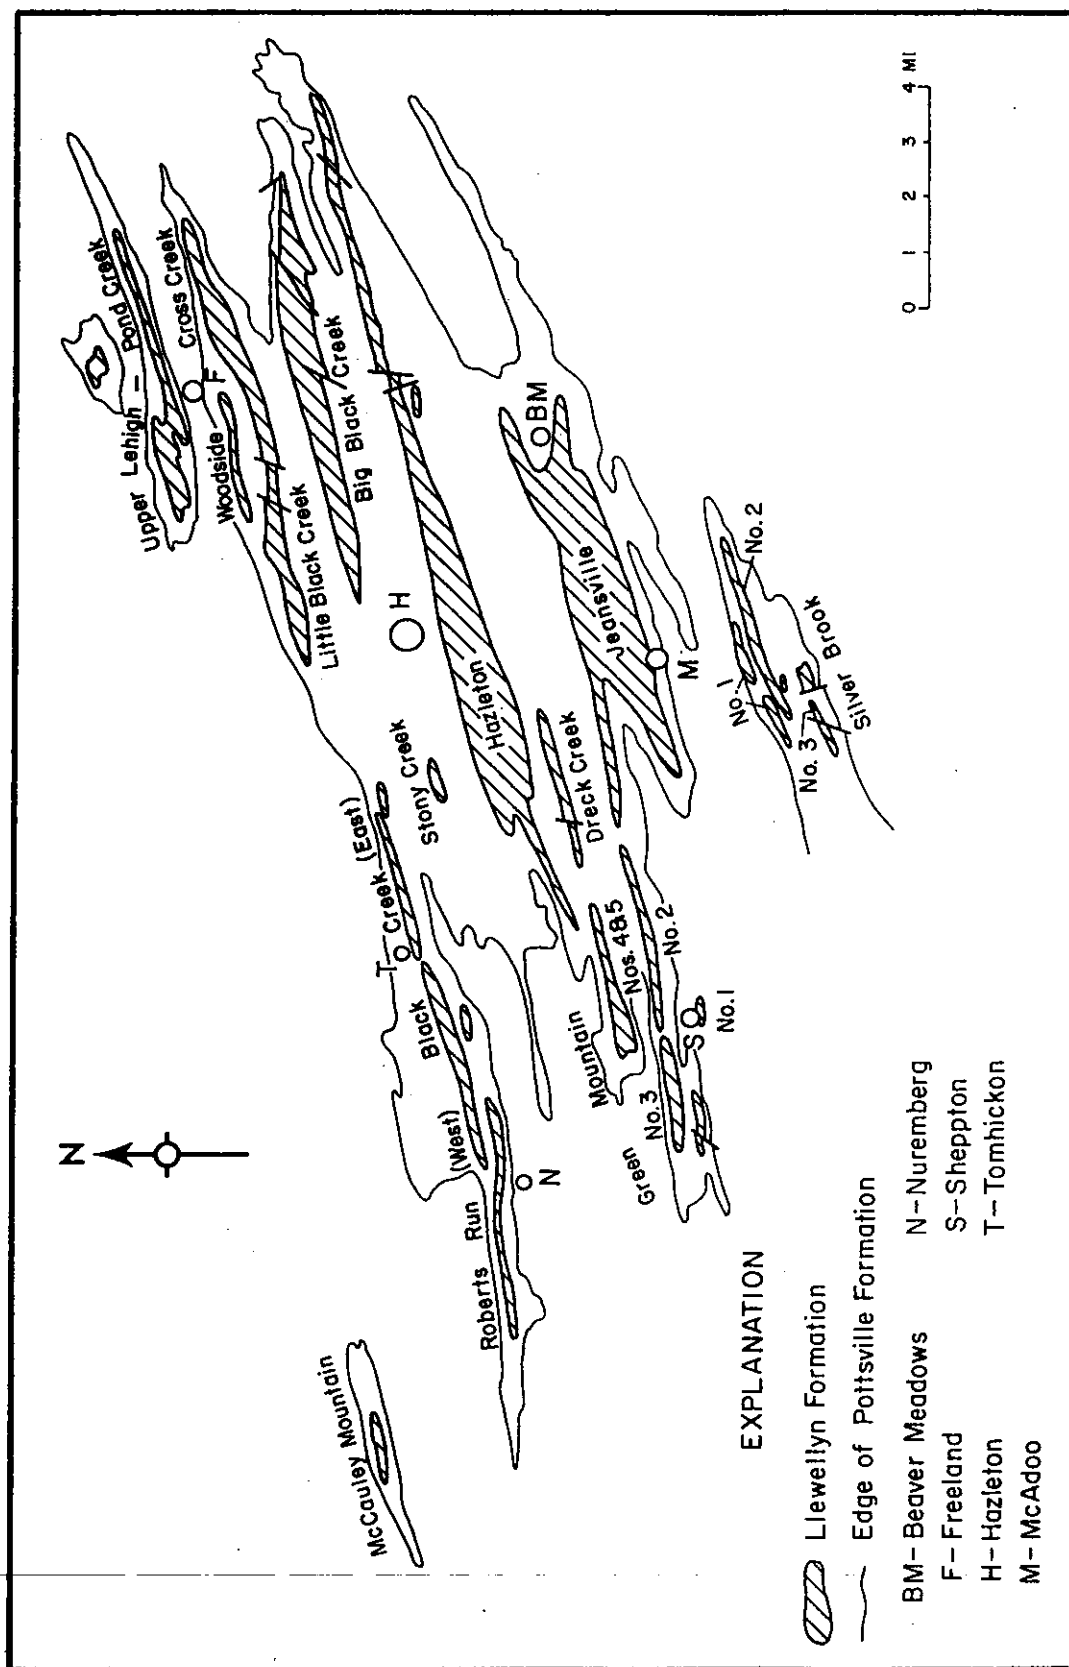 N
McCauley Mountain
Roberts Run
(West)
Black
Creek
(East)
T
N
Stony Creek
H
Little Black Creek
Big Black Creek
Woodside
F
Cross Creek
Upper Lehigh - Pond Creek
Hazleton
Dreck Creek
Jeansville
BM
M
Green
Mountain
No. 3
Nos. 4&5
No. 2
S
No. 1
No. 1
No. 2
No. 3
Silver Brook
0 1 2 3 4 MI
EXPLANATION
Llewellyn Formation
Edge of Pottsville Formation
BM- Beaver Meadows
F- Freeland
H- Hazleton
M- McAdoo
N- Nuremberg
S- Sheppton
T- Tomhickon